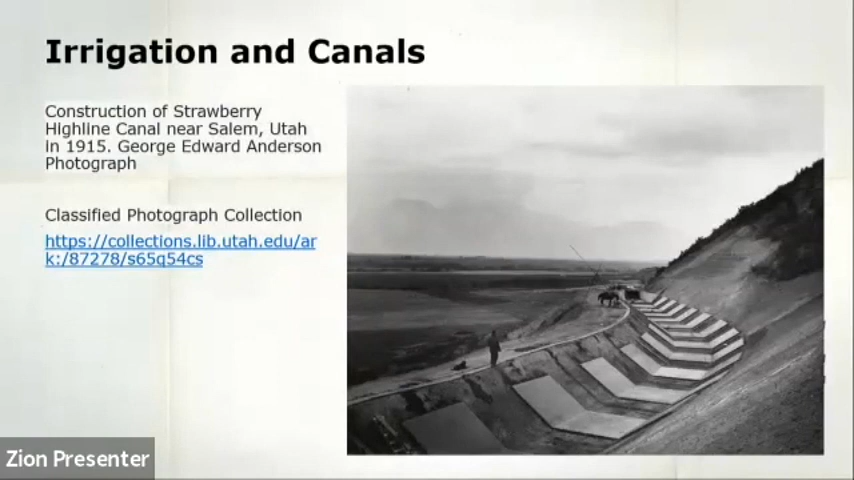 Irrigation and Canals
Construction of Strawberry
Highline Canal near Salem, Utah
in 1915. George Edward Anderson
Photograph
Classified Photograph Collection
https://collections.lib.utah.edu/ar
k:/87278/s65q54cs
Zion Presenter